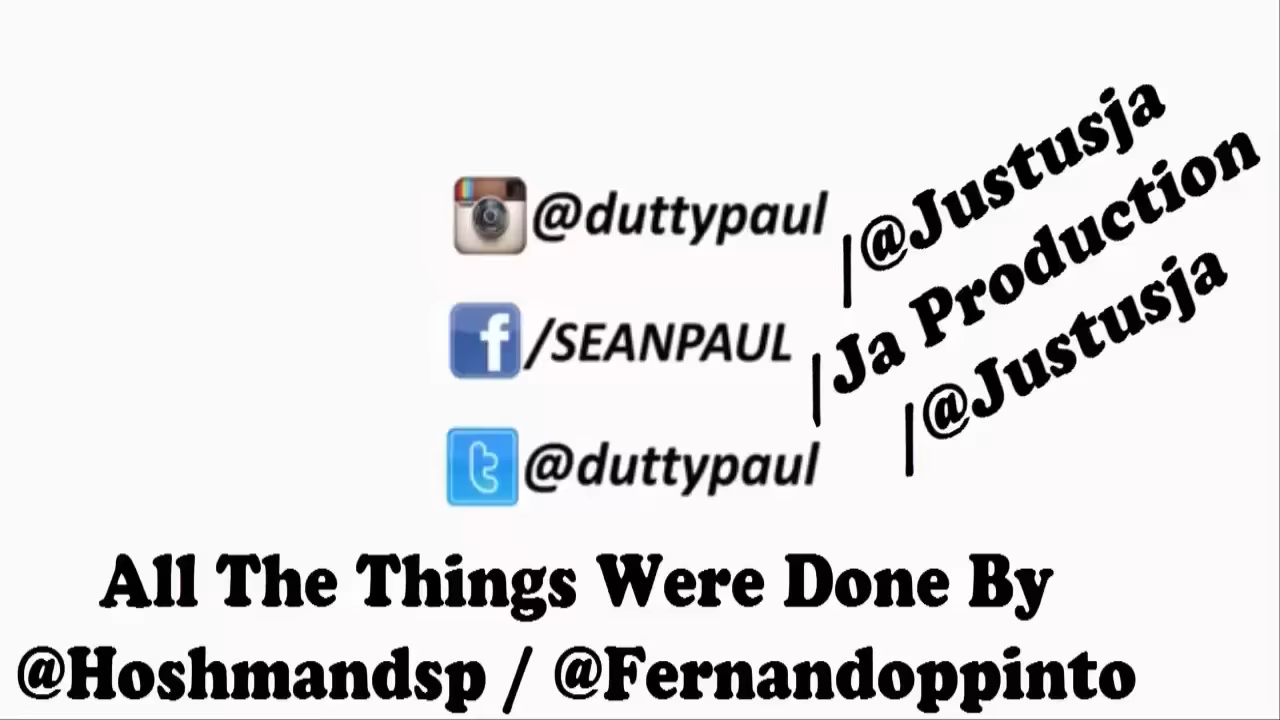 @duttypaul |@Justusja
/SEANPAUL |Ja Production
@duttypaul |@Justusja
All The Things Were Done By
@Hoshmandsp / @Fernandoppinto